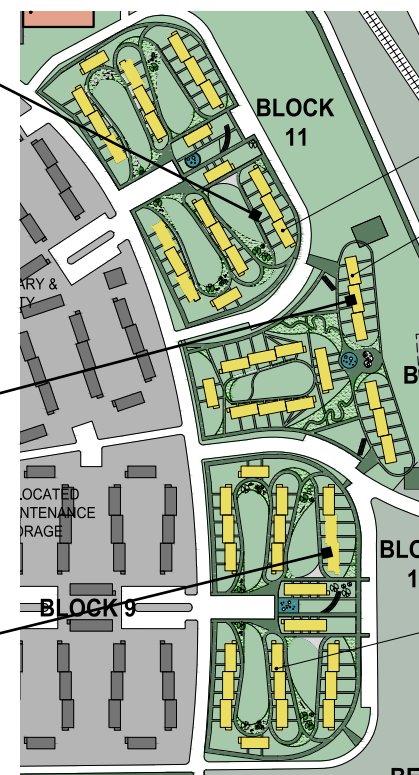 BLOCK
11
ARY &
TY
B
LOCATED
NTENANCE
ORAGE
BLO
1
BLOCK 9